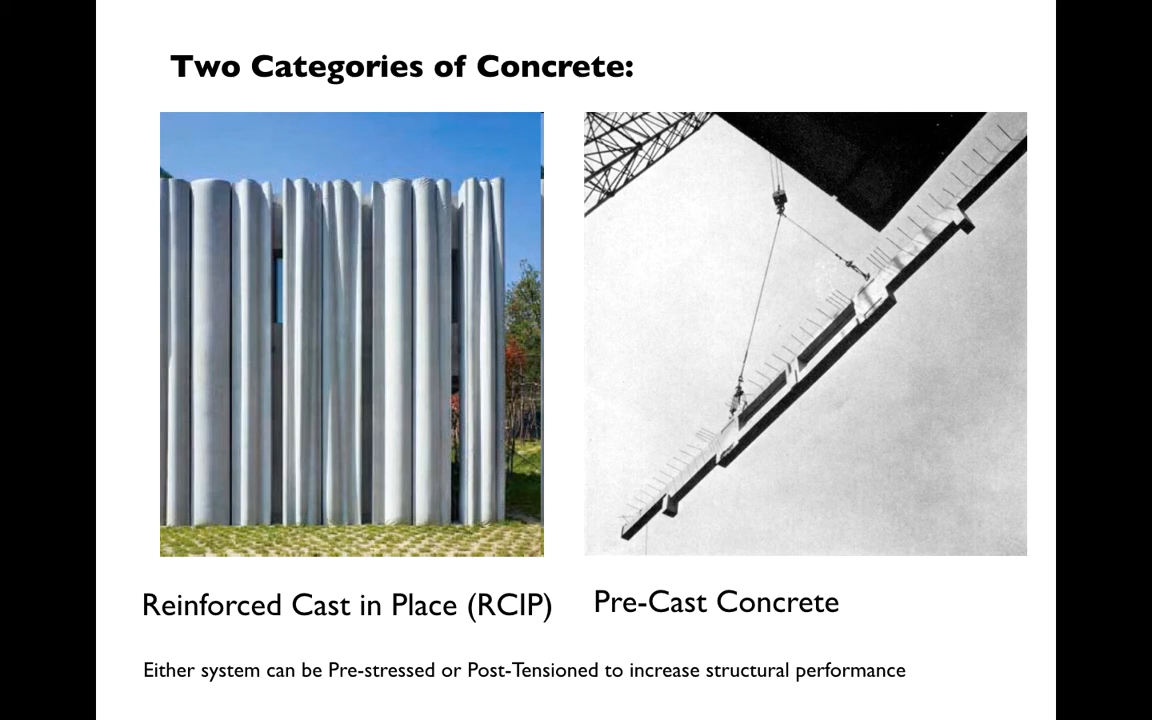 Two Categories of Concrete:
Reinforced Cast in Place (RCIP)
Pre-Cast Concrete
Either system can be Pre-stressed or Post-Tensioned to increase structural performance